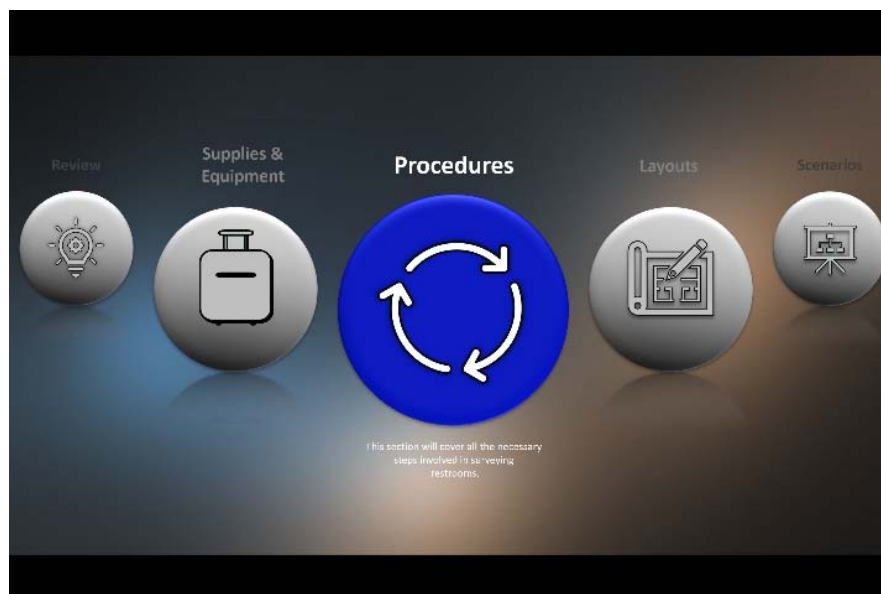 Review
Supplies &
Equipment
Procedures
Layouts
Scenarios
This section will cover all the necessary
steps involved in surveying
restrooms.